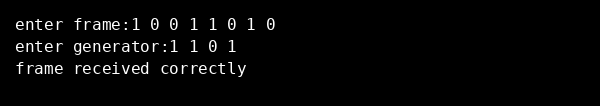 enter frame:1 0 0 1 1 0 1 0
enter generator:1 1 0 1
frame received correctly